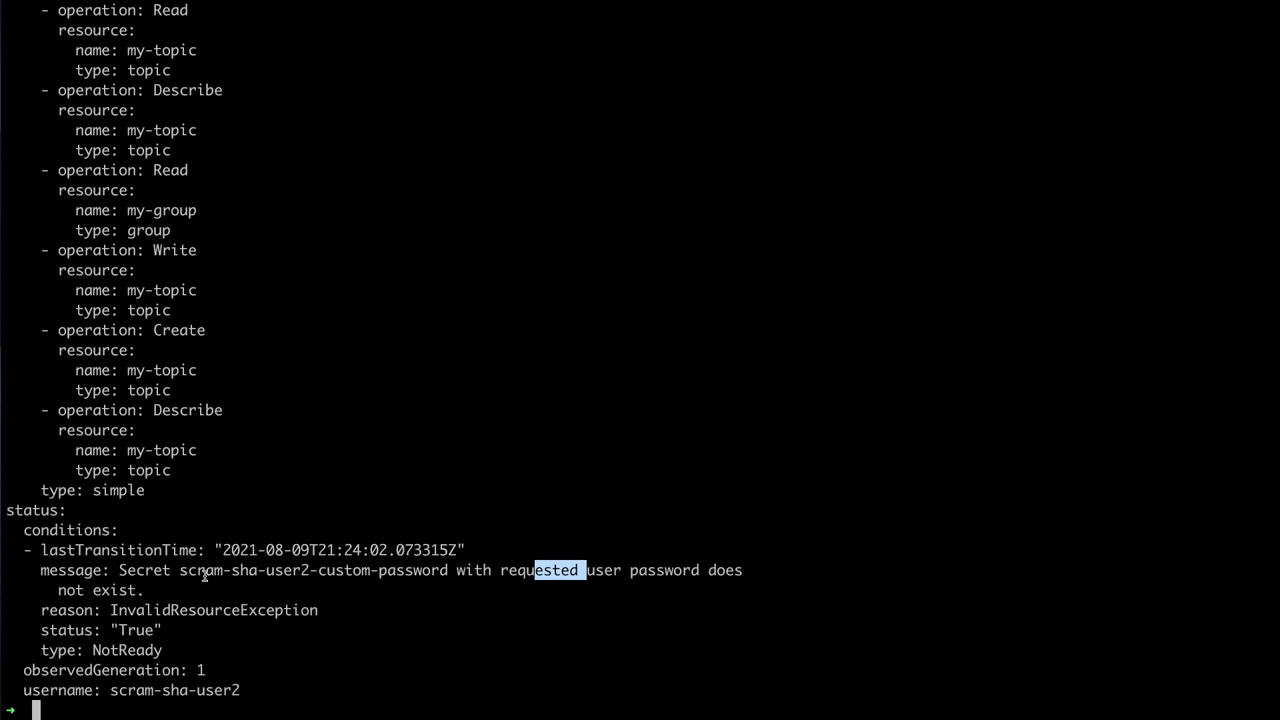 - operation: Read
resource:
name: my-topic
type: topic
- operation: Describe
resource:
name: my-topic
type: topic
- operation: Read
resource:
name: my-group
type: group
- operation: Write
resource:
name: my-topic
type: topic
- operation: Create
resource:
name: my-topic
type: topic
- operation: Describe
resource:
name: my-topic
type: topic
type: simple
status:
conditions:
- lastTransitionTime: "2021-08-09T21:24:02.073315Z"
message: Secret scram-sha-user2-custom-password with requested user password does
not exist.
reason: InvalidResourceException
status: "True"
type: NotReady
observedGeneration: 1
username: scram-sha-user2
➜